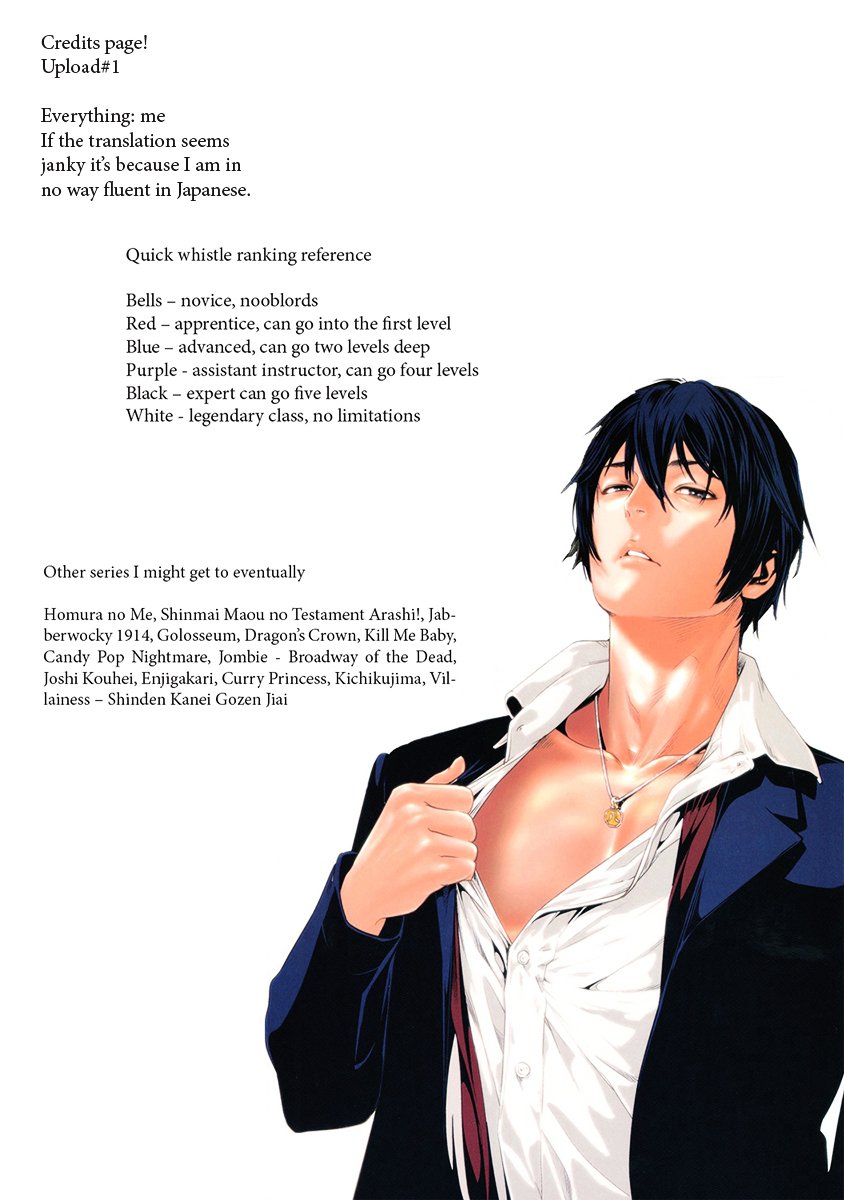 Credits page!
Upload#1
Everything: me
If the translation seems
janky it's because I am in
no way fluent in Japanese.
Quick whistle ranking reference
Bells – novice, nooblords
Red – apprentice, can go into the first level
Blue – advanced, can go two levels deep
Purple - assistant instructor, can go four levels
Black – expert can go five levels
White - legendary class, no limitations
Other series I might get to eventually
Homura no Me, Shinmai Maou no Testament Arashi!, Jab-
berwocky 1914, Golosseum, Dragon's Crown, Kill Me Baby,
Candy Pop Nightmare, Jombie - Broadway of the Dead,
Joshi Kouhei, Enjigakari, Curry Princess, Kichikujima, Vil-
lainess – Shinden Kanei Gozen Jiai